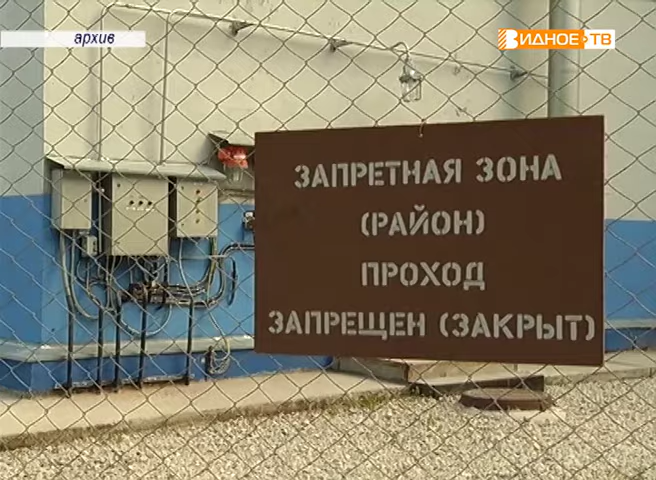 архив
ВИДНОЕ-ТВ
ЗАПРЕТНАЯ ЗОНА
(РАЙОН)
ПРОХОД
ЗАПРЕЩЕН (ЗАКРЫТ)